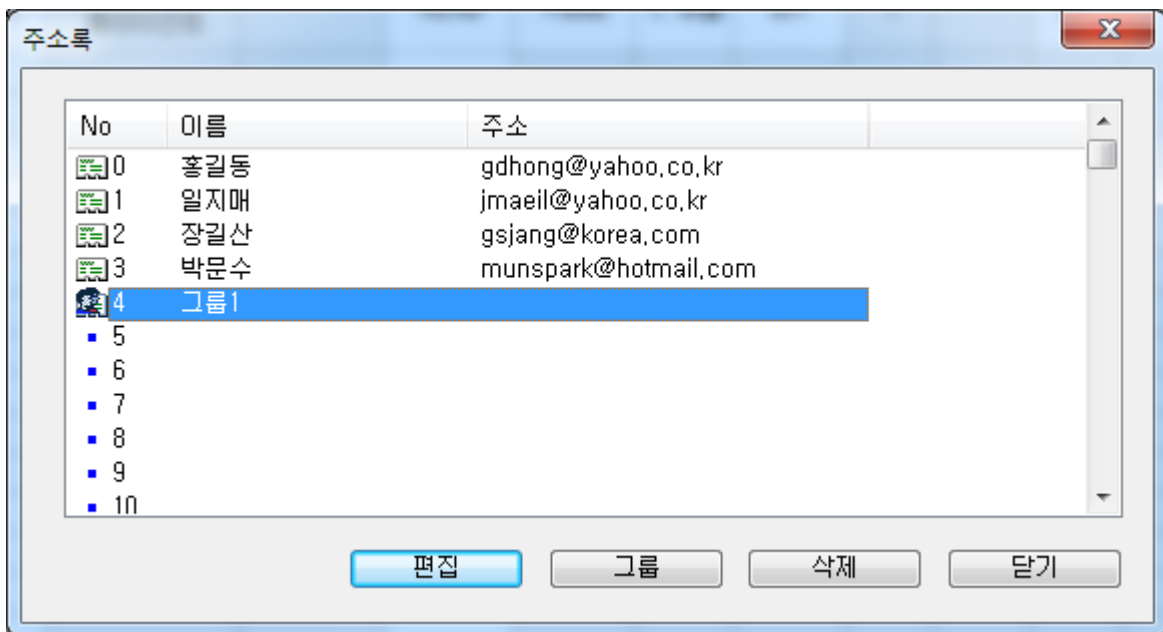 주소록
No 이름 주소
0 홍길동 gdhong@yahoo,co,kr
1 일지매 jmaeil@yahoo,co,kr
2 장길산 gsjang@korea,com
3 박문수 munspark@hotmail,com
4 그룹1
5
6
7
8
9
10
편집 그룹 삭제 닫기